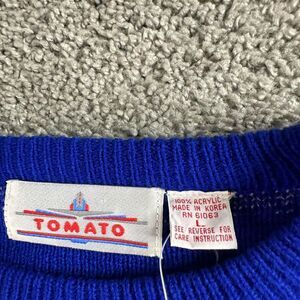 TOMATO
100% ACRYLIC
MADE IN KOREA
RN 61063
L
SEE REVERSE FOR
CARE INSTRUCTION